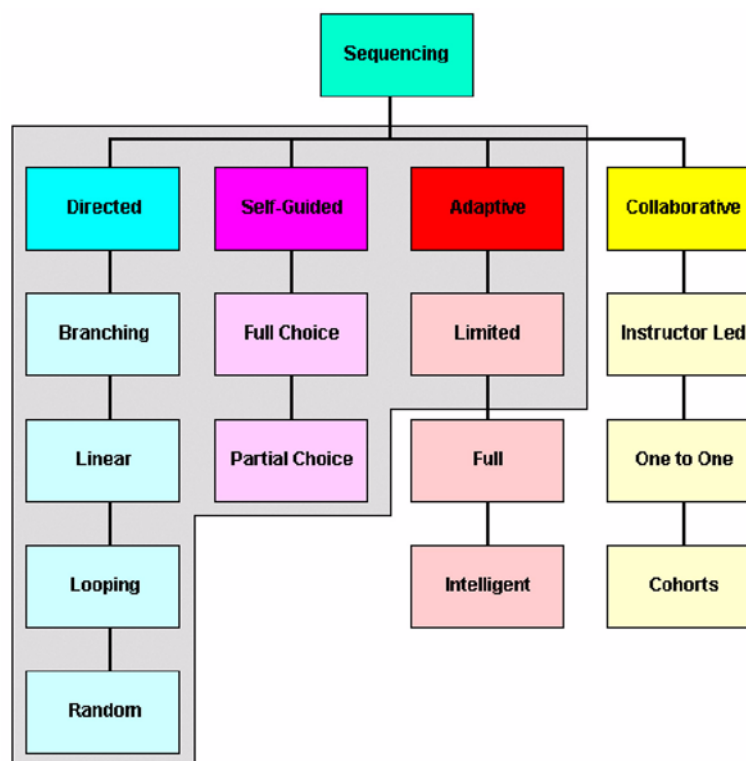 Sequencing
Directed
Self-Guided
Adaptive
Collaborative
Branching
Full Choice
Limited
Instructor Led
Linear
Partial Choice
Full
One to One
Looping
Intelligent
Cohorts
Random